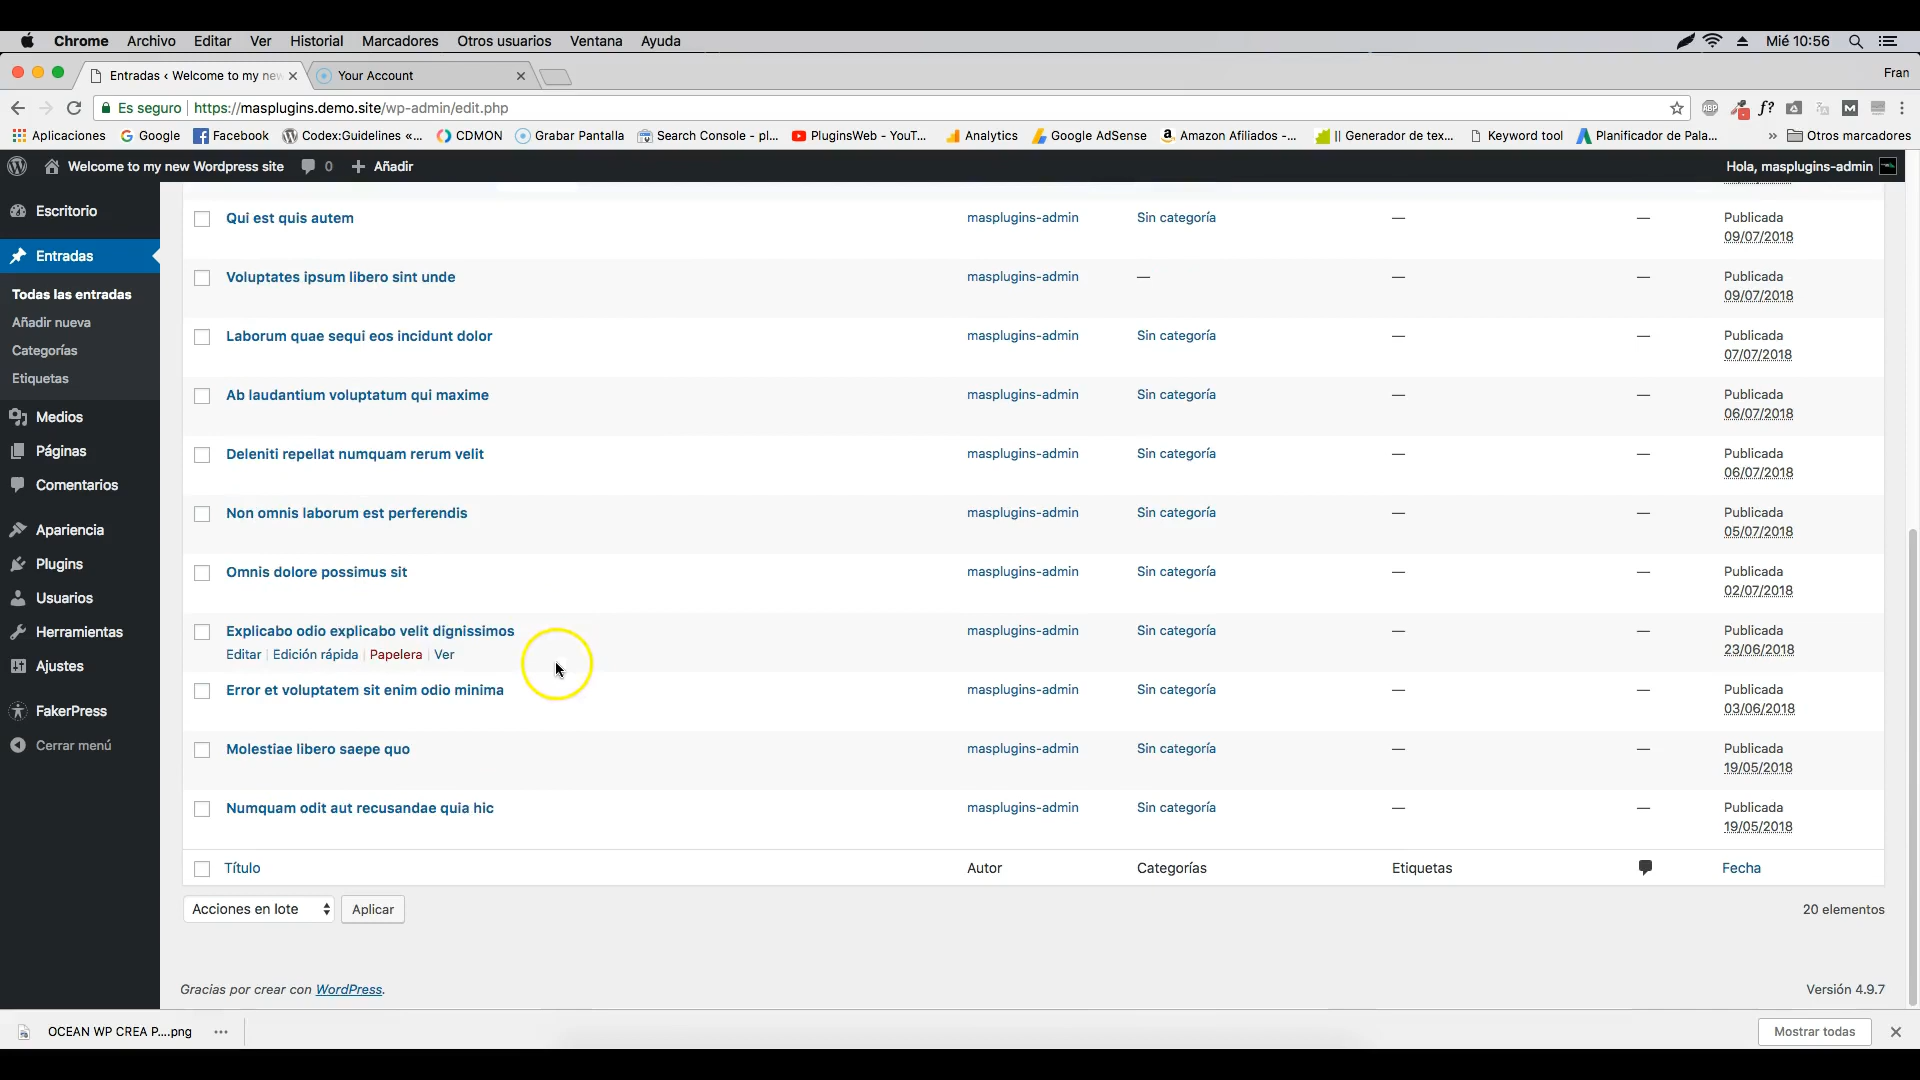 Chrome Archivo Editar Ver Historial Marcadores Otros usuarios Ventana Ayuda Mié 10:56
Entradas ‹ Welcome to my new Your Account Fran
Es seguro https://masplugins.demo.site/wp-admin/edit.php ABP f?
Aplicaciones Google Facebook Codex:Guidelines «... CDMON Grabar Pantalla Search Console - pl... PluginsWeb - YouT... Analytics Google AdSense Amazon Afiliados -... || Generador de tex... Keyword tool Planificador de Pala... » Otros marcadores
Welcome to my new Wordpress site 0 Añadir Hola, masplugins-admin
Escritorio
Entradas
Todas las entradas
Añadir nueva
Categorías
Etiquetas
Medios
Páginas
Comentarios
Apariencia
Plugins
Usuarios
Herramientas
Ajustes
FakerPress
Cerrar menú
Qui est quis autem masplugins-admin Sin categoría — — Publicada
09/07/2018
Voluptates ipsum libero sint unde masplugins-admin — — — Publicada
09/07/2018
Laborum quae sequi eos incidunt dolor masplugins-admin Sin categoría — — Publicada
07/07/2018
Ab laudantium voluptatum qui maxime masplugins-admin Sin categoría — — Publicada
06/07/2018
Deleniti repellat numquam rerum velit masplugins-admin Sin categoría — — Publicada
06/07/2018
Non omnis laborum est perferendis masplugins-admin Sin categoría — — Publicada
05/07/2018
Omnis dolore possimus sit masplugins-admin Sin categoría — — Publicada
02/07/2018
Explicabo odio explicabo velit dignissimos masplugins-admin Sin categoría — — Publicada
Editar | Edición rápida | Papelera | Ver 23/06/2018
Error et voluptatem sit enim odio minima masplugins-admin Sin categoría — — Publicada
03/06/2018
Molestiae libero saepe quo masplugins-admin Sin categoría — — Publicada
19/05/2018
Numquam odit aut recusandae quia hic masplugins-admin Sin categoría — — Publicada
19/05/2018
Título Autor Categorías Etiquetas Fecha
Acciones en lote Aplicar 20 elementos
Gracias por crear con WordPress. Versión 4.9.7
OCEAN WP CREA P....png Mostrar todas